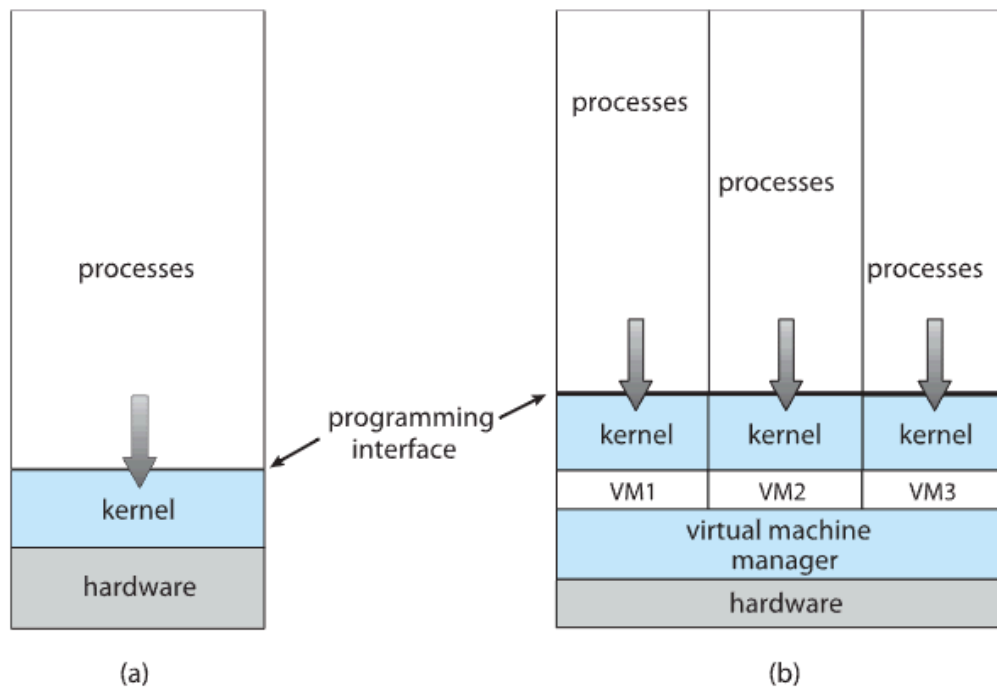 processes
programming
interface
kernel
hardware
(a)
processes
processes
processes
kernel
kernel
kernel
VM1
VM2
VM3
virtual machine
manager
hardware
(b)